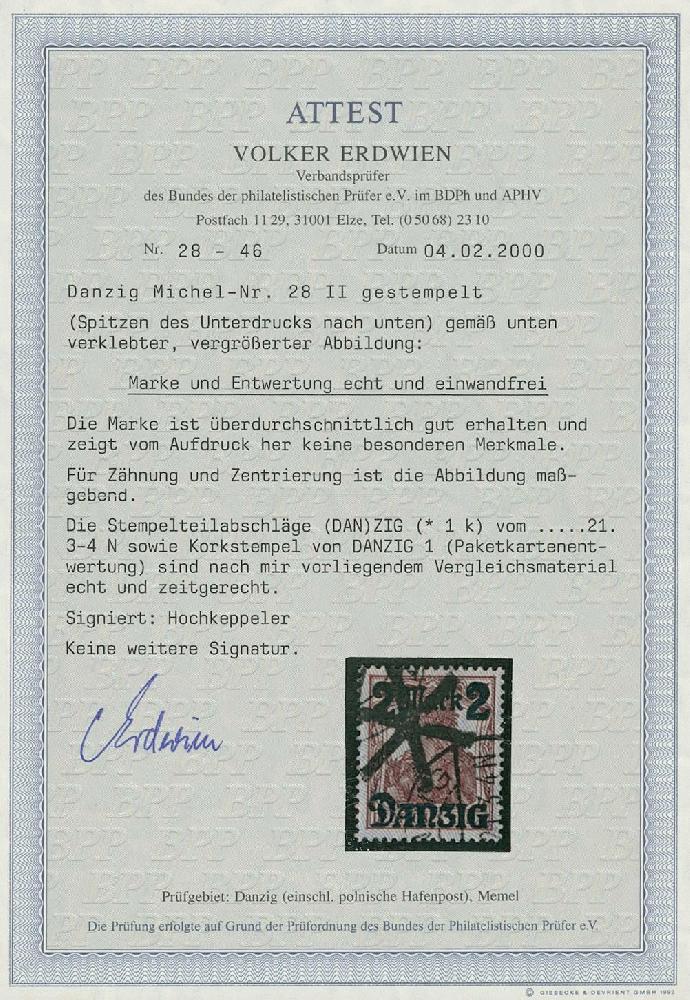 ATTEST
VOLKER ERDWIEN
Verbandsprüfer
des Bundes der philatelistischen Prüfer e.V. im BDPh und APHV
Postfach 11 29, 31001 Elze, Tel. (0 50 68) 23 10
Nr. 28 - 46 Datum 04.02.2000
Danzig Michel-Nr. 28 II gestempelt
(Spitzen des Unterdrucks nach unten) gemäß unten
verklebter, vergrößerter Abbildung:
Marke und Entwertung echt und einwandfrei
Die Marke ist überdurchschnittlich gut erhalten und
zeigt vom Aufdruck her keine besonderen Merkmale.
Für Zähnung und Zentrierung ist die Abbildung maß-
gebend.
Die Stempelteilabschläge (DAN)ZIG (* 1 k) vom .....21.
3-4 N sowie Korkstempel von DANZIG 1 (Paketkartenent-
wertung) sind nach mir vorliegendem Vergleichsmaterial
echt und zeitgerecht.
Signiert: Hochkeppeler
Keine weitere Signatur.
2 Mark 2
Erdwien
DANZIG
Prüfgebiet: Danzig (einschl. polnische Hafenpost), Memel
Die Prüfung erfolgte auf Grund der Prüfordnung des Bundes der Philatelistischen Prüfer e.V.
© GIESECKE & DEVRIENT GMBH 1992